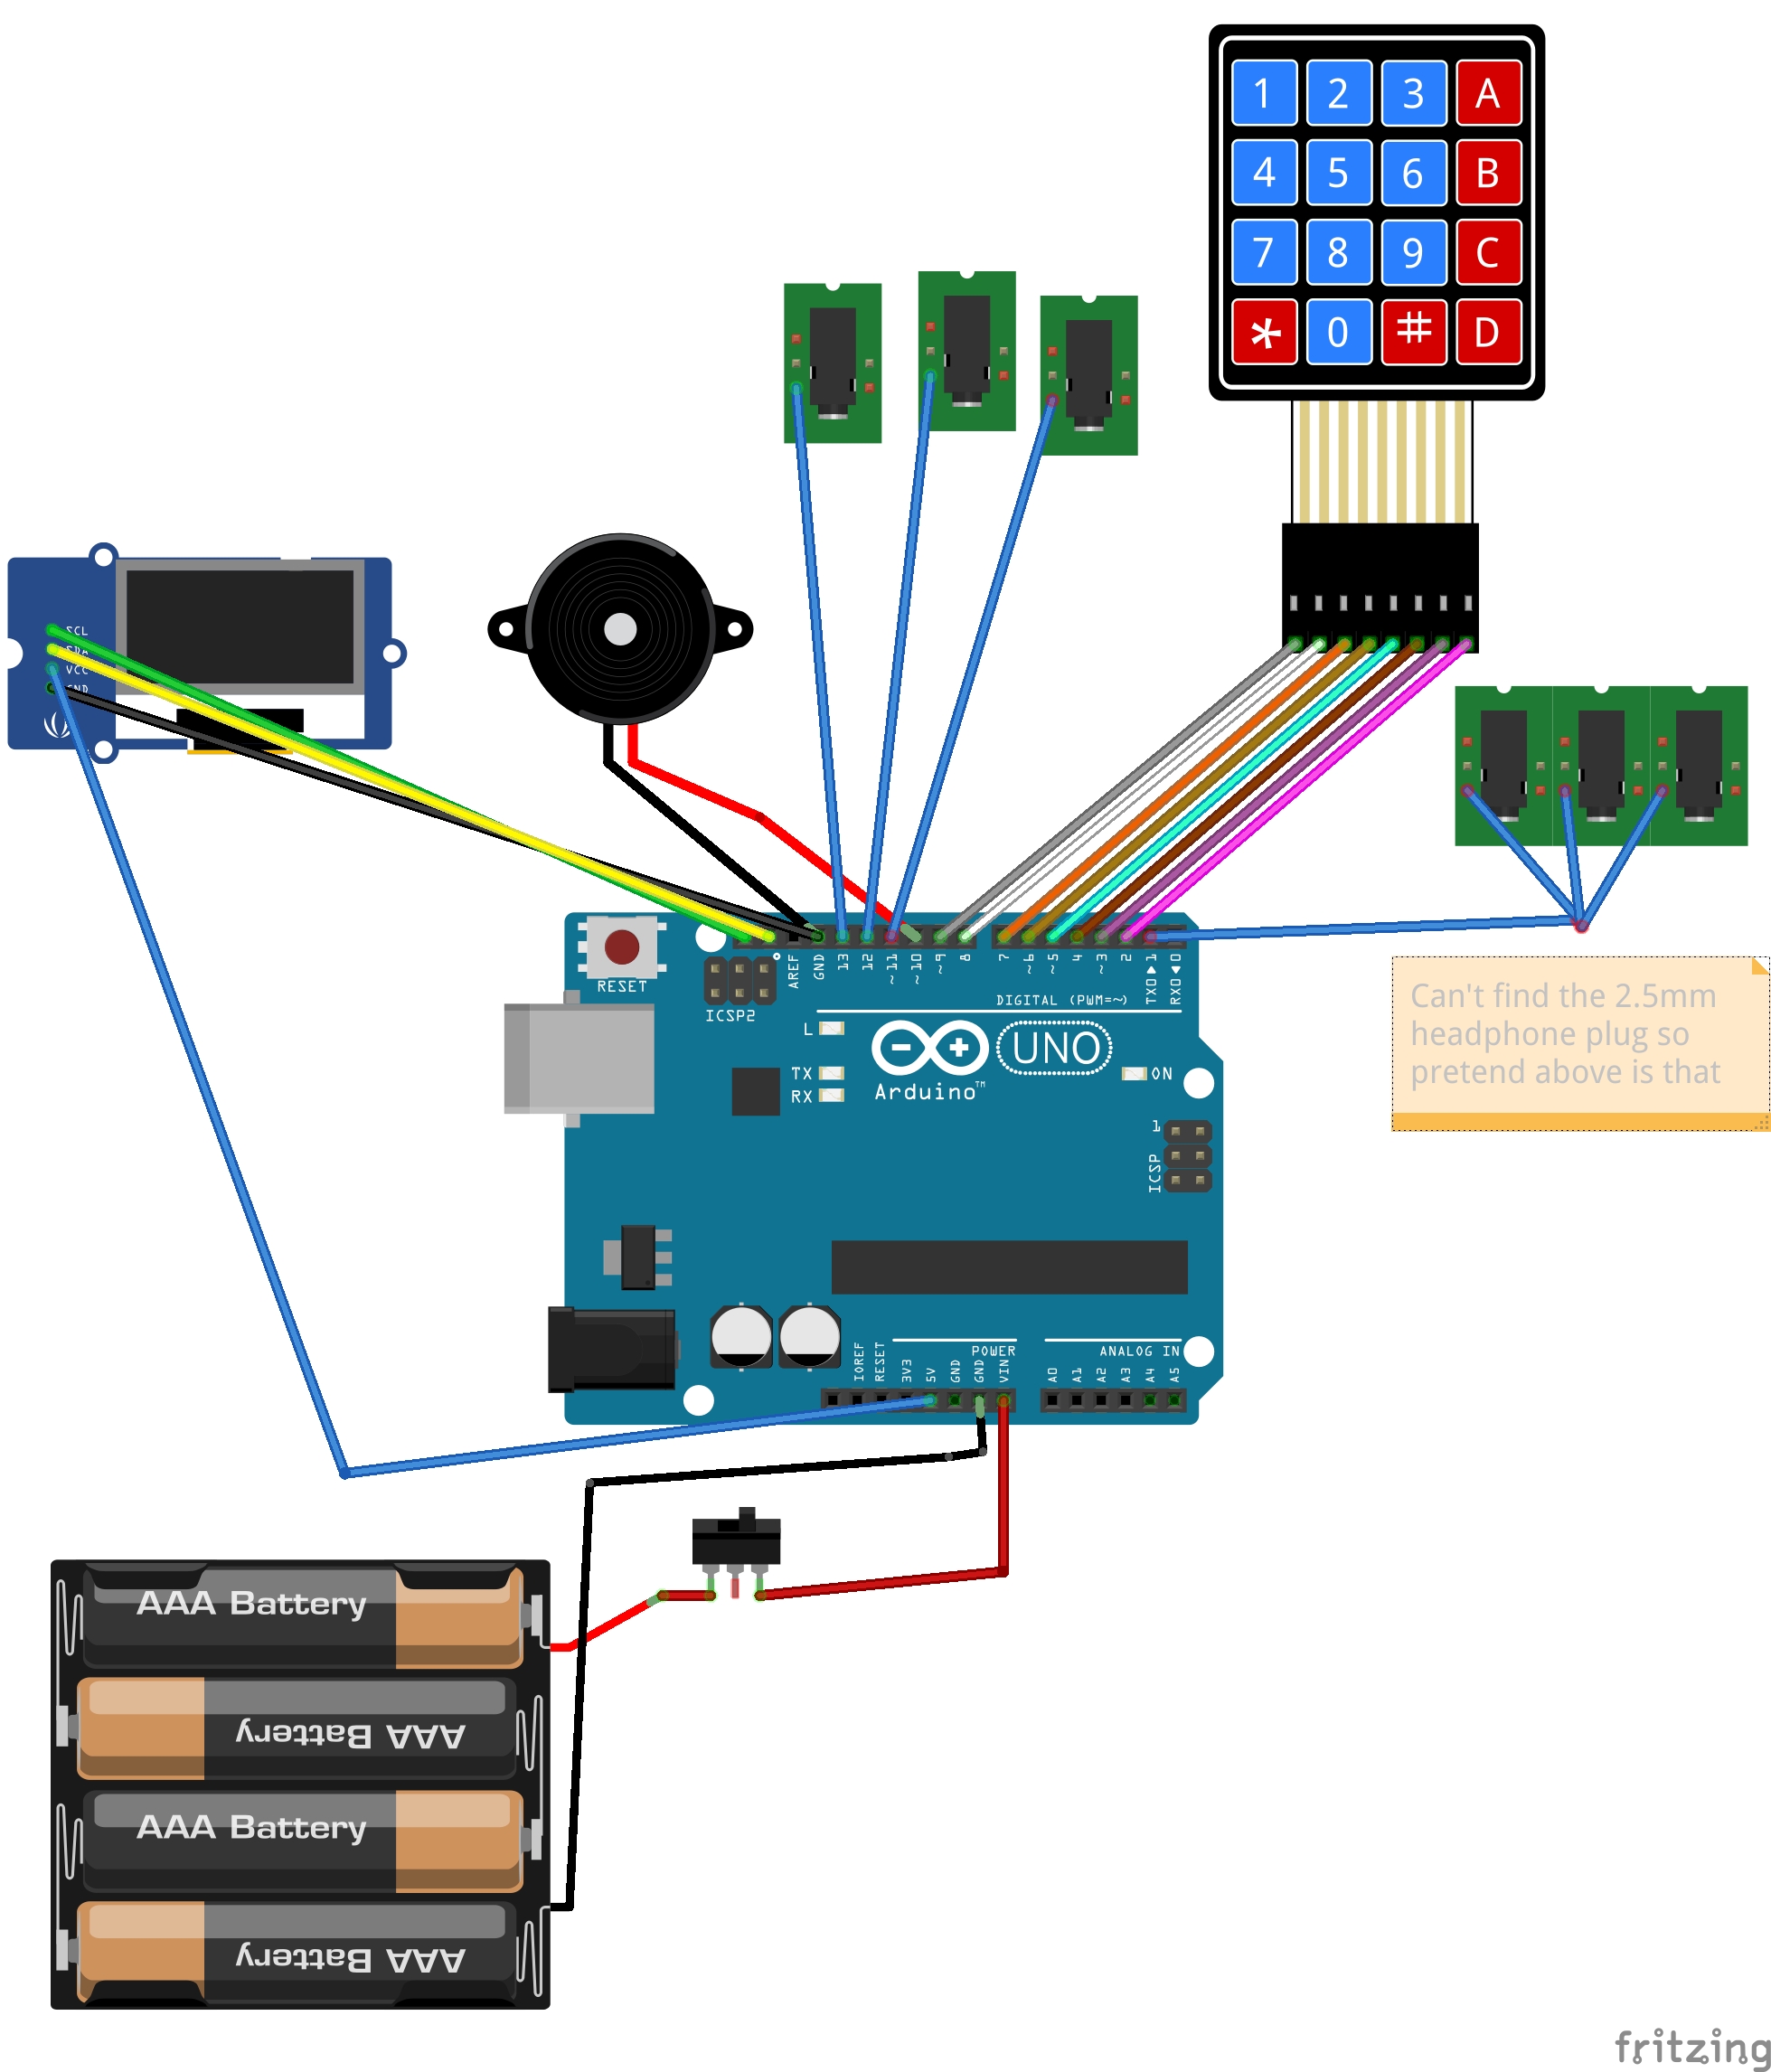 1 2 3 A
4 5 6 B
7 8 9 C
* 0 # D
SCL
SDA
VCC
GND
RESET
ICSP2
AREF
GND
13
12
~11
~10
~9
8
7
~6
~5
4
~3
2
TX0▶1
RX0◀0
DIGITAL (PWM=~)
L
TX
RX
UNO
Arduino™
ON
1
ICSP
Can't find the 2.5mm
headphone plug so
pretend above is that
IOREF
RESET
3V3
5V
GND
GND
VIN
POWER
ANALOG IN
A0
A1
A2
A3
A4
A5
AAA Battery
AAA Battery
AAA Battery
AAA Battery
fritzing